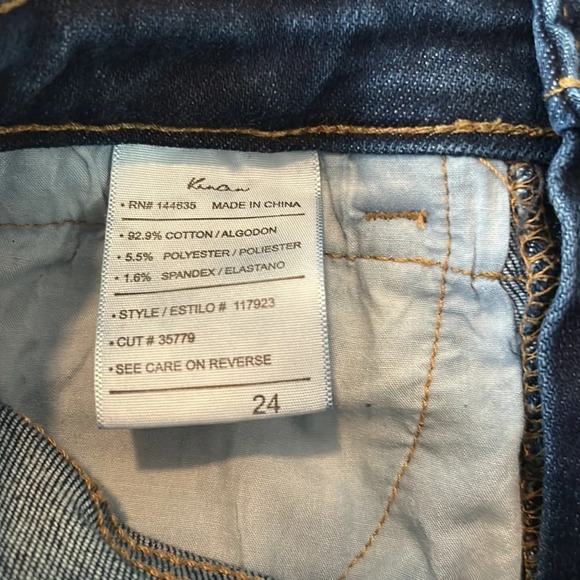 Kancan
• RN# 144635 MADE IN CHINA
• 92.9% COTTON / ALGODON
• 5.5% POLYESTER / POLIESTER
• 1.6% SPANDEX / ELASTANO
• STYLE / ESTILO # 117923
• CUT # 35779
• SEE CARE ON REVERSE
24